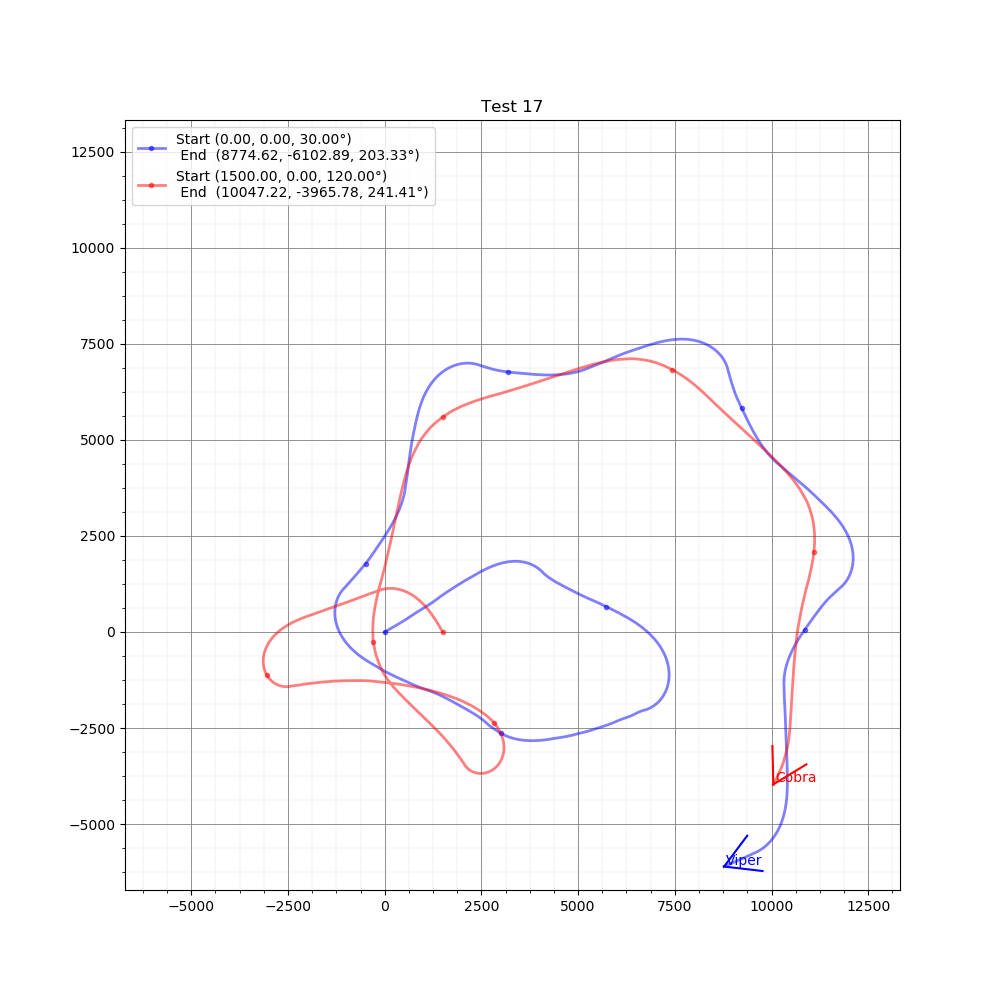 Test 17
Start (0.00, 0.00, 30.00°)
End (8774.62, -6102.89, 203.33°)
Start (1500.00, 0.00, 120.00°)
End (10047.22, -3965.78, 241.41°)
12500
10000
7500
5000
2500
0
−2500
−5000
Cobra
Viper
−5000 −2500 0 2500 5000 7500 10000 12500